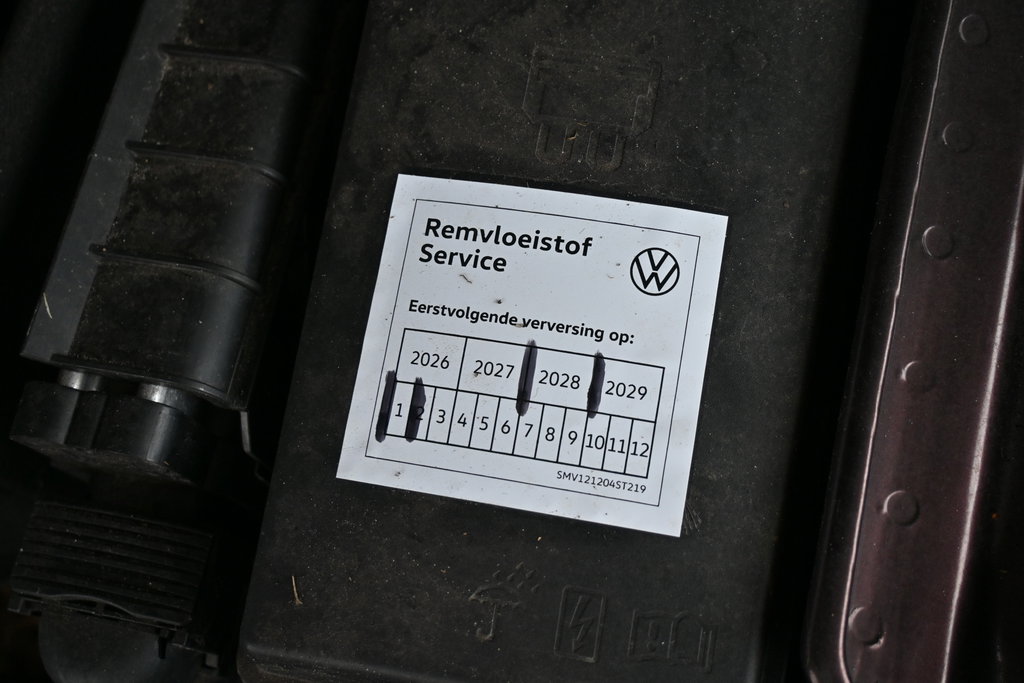 Remvloeistof
Service
Eerstvolgende verversing op:
2026 2027 2028 2029
1 2 3 4 5 6 7 8 9 10 11 12
SMV121204ST219